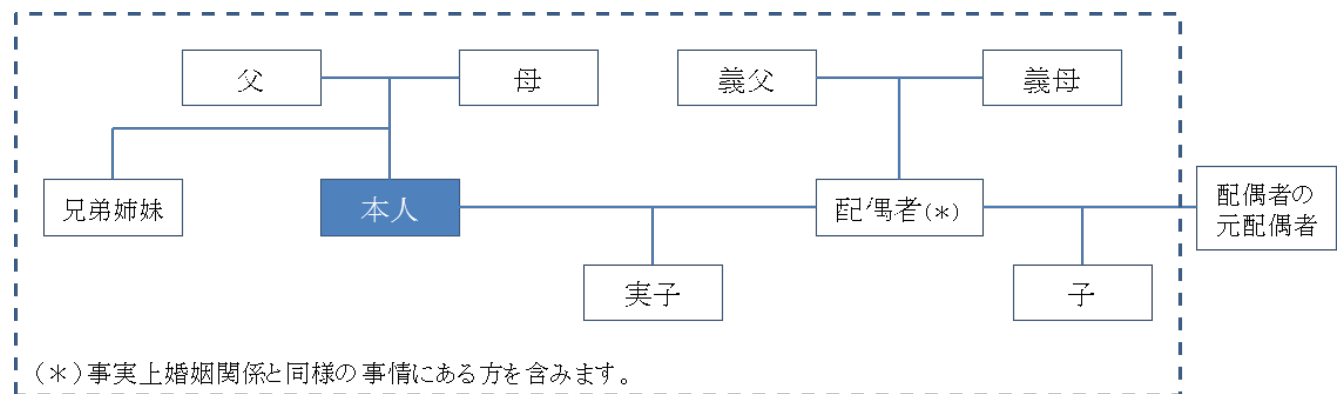 父
母
義父
義母
兄弟姉妹
本人
配偶者(*)
配偶者の
元配偶者
実子
子
(*)事実上婚姻関係と同様の事情にある方を含みます。